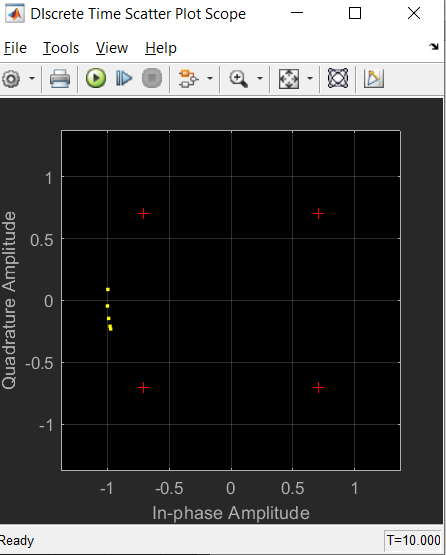 DIscrete Time Scatter Plot Scope
File Tools View Help
1
0.5
0
-0.5
-1
Quadrature Amplitude
-1 -0.5 0 0.5 1
In-phase Amplitude
Ready
T=10.000